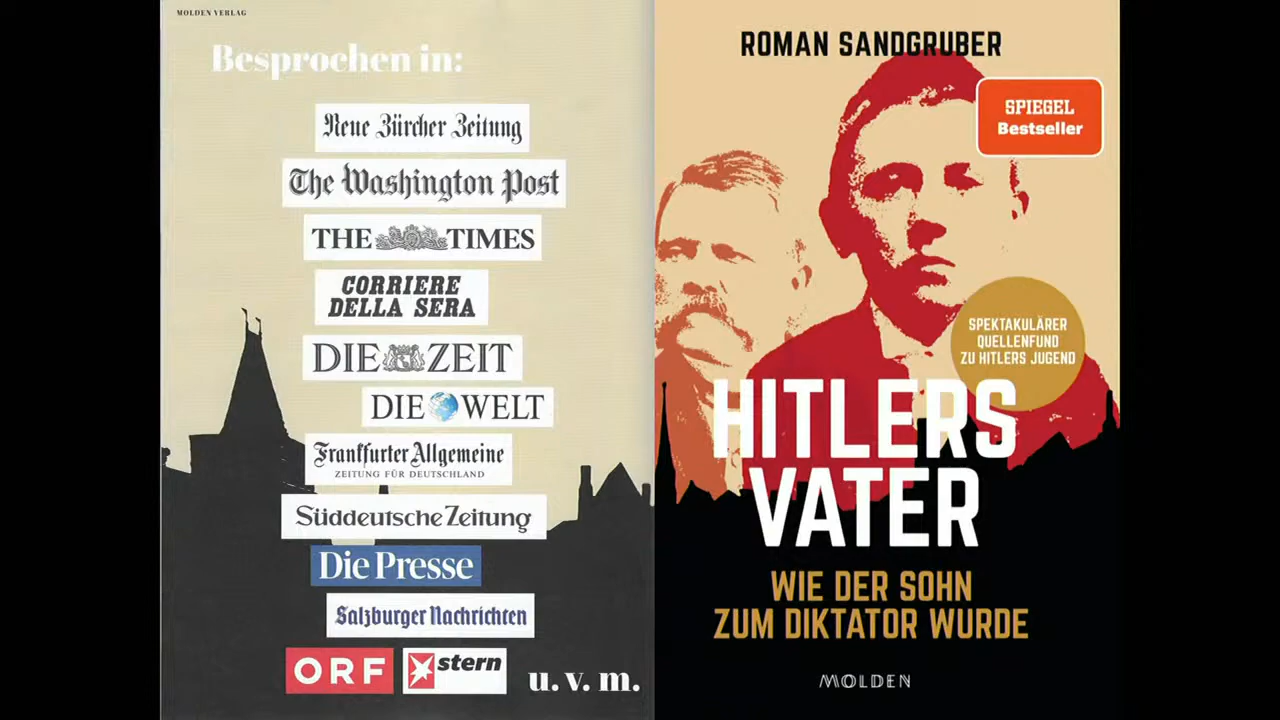 MOLDEN VERLAG
Besprochen in:
Neue Zürcher Zeitung
The Washington Post
THE TIMES
CORRIERE
DELLA SERA
DIE ZEIT
DIE WELT
Frankfurter Allgemeine
ZEITUNG FÜR DEUTSCHLAND
Süddeutsche Zeitung
Die Presse
Salzburger Nachrichten
ORF
stern
u. v. m.
ROMAN SANDGRUBER
SPIEGEL
Bestseller
SPEKTAKULÄRER
QUELLENFUND
ZU HITLERS JUGEND
HITLERS
VATER
WIE DER SOHN
ZUM DIKTATOR WURDE
MOLDEN